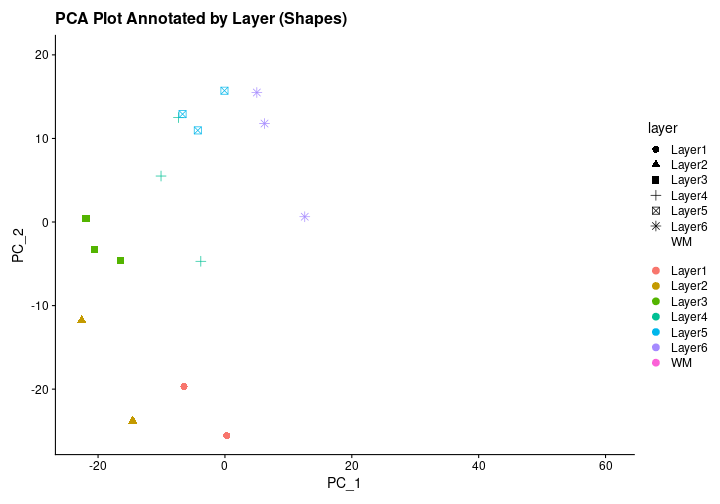 PCA Plot Annotated by Layer (Shapes)
20
10
0
-10
-20
PC_2
-20
0
20
40
60
PC_1
layer
Layer1
Layer2
Layer3
Layer4
Layer5
Layer6
WM
Layer1
Layer2
Layer3
Layer4
Layer5
Layer6
WM